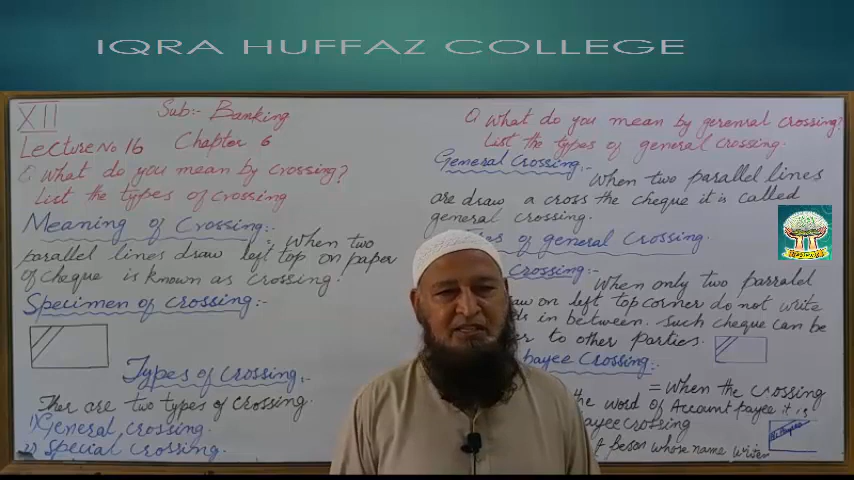 IQRA HUFFAZ COLLEGE
XII
Sub:- Banking
Lecture No 16 Chapter 6
Q What do you mean by crossing?
List the types of crossing
Meaning of Crossing:-
When two
parallel lines draw left top on paper
of cheque is known as crossing.
Specimen of crossing:-
Types of Crossing:-
Ther are two types of crossing.
1) General crossing.
2) Special crossing.
Q What do you mean by gerenral crossing?
List the types of general crossing.
General Crossing:-
When two parallel lines
are draw a cross the cheque it is called
general crossing.
of general Crossing.
Crossing:-
When only two parralel
on left top corner do not write
in between. Such cheque can be
to other parties.
payee Crossing:-
= When the crossing
the word of Account payee it is
crossing
person whose name writen